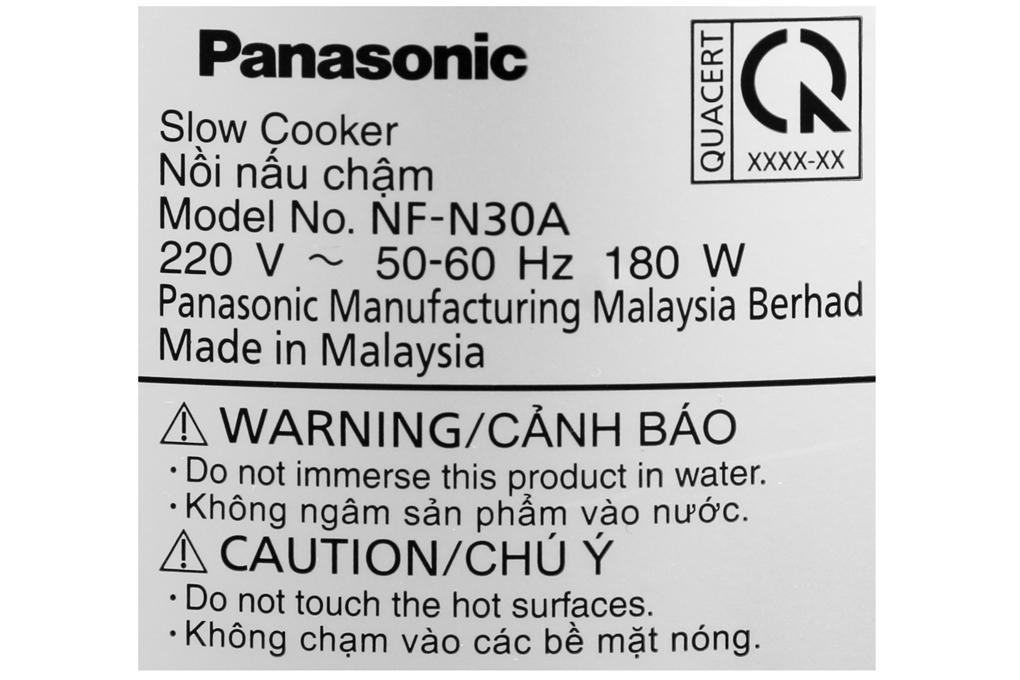 Panasonic
QUACERT
XXXX-XX
Slow Cooker
Nồi nấu chậm
Model No. NF-N30A
220 V ~ 50-60 Hz 180 W
Panasonic Manufacturing Malaysia Berhad
Made in Malaysia
⚠ WARNING/CẢNH BÁO
· Do not immerse this product in water.
· Không ngâm sản phẩm vào nước.
⚠ CAUTION/CHÚ Ý
· Do not touch the hot surfaces.
· Không chạm vào các bề mặt nóng.